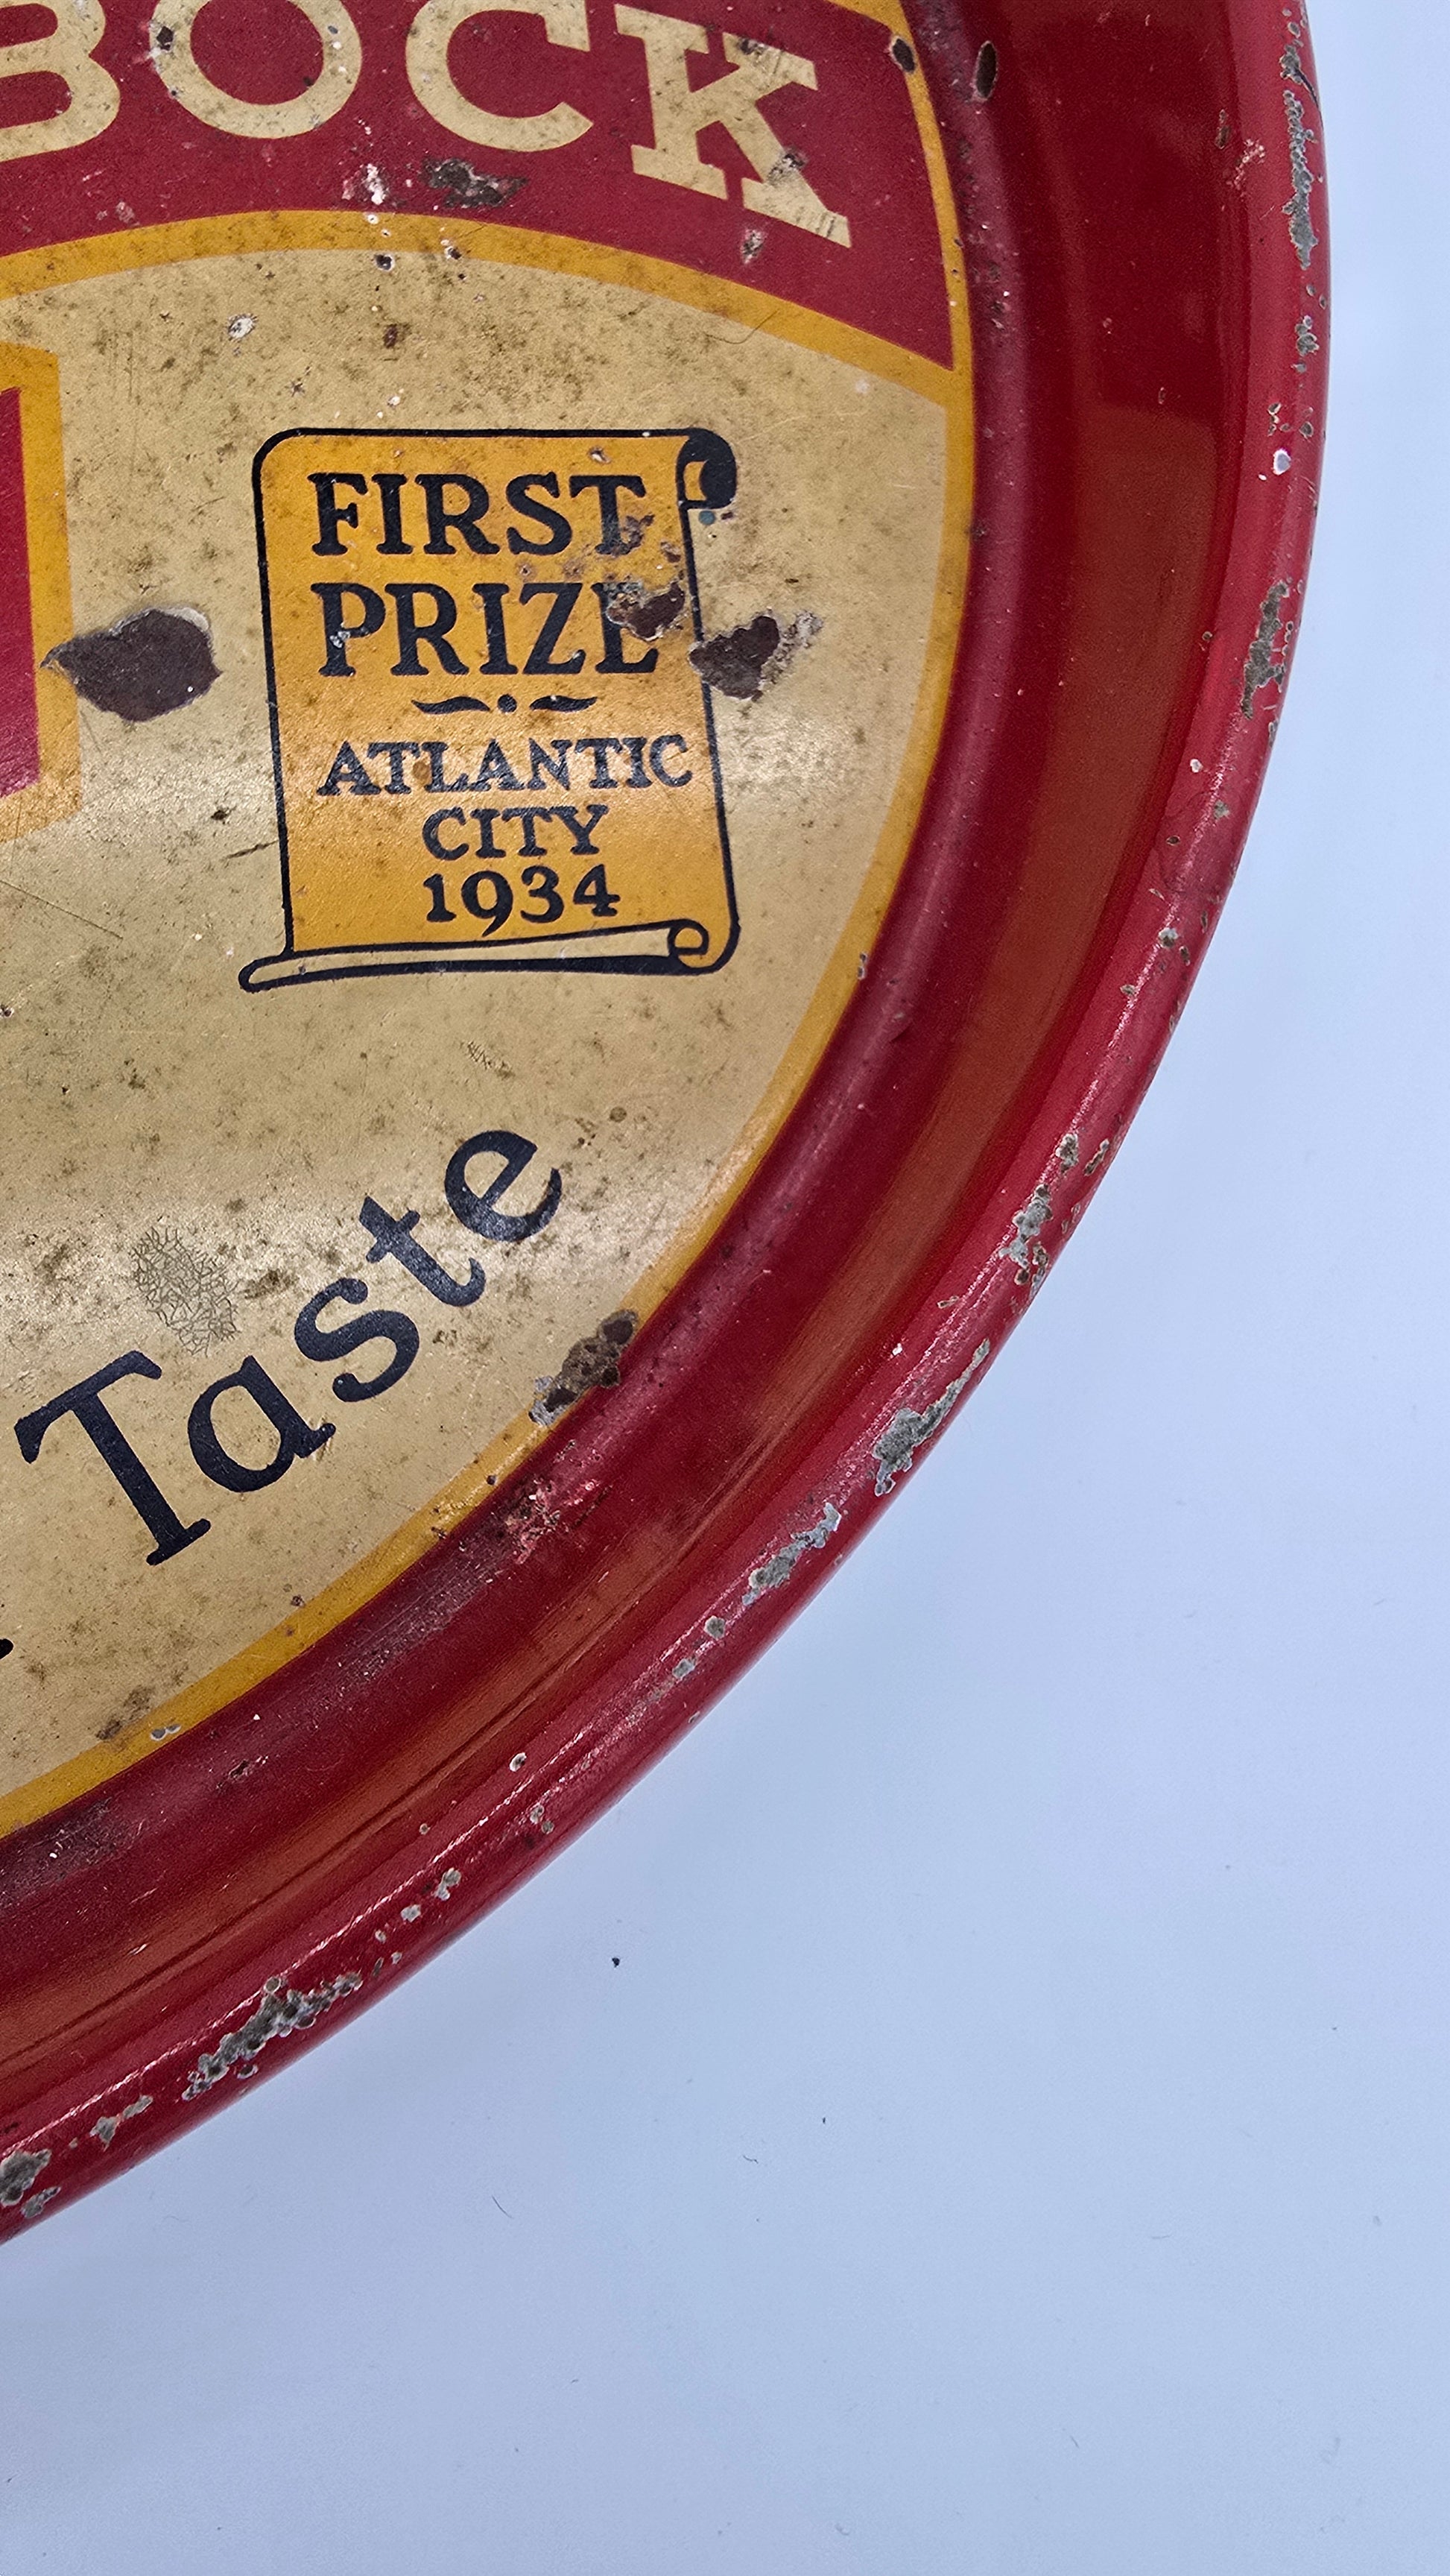 BOCK
FIRST
PRIZE
ATLANTIC
CITY
1934
Taste